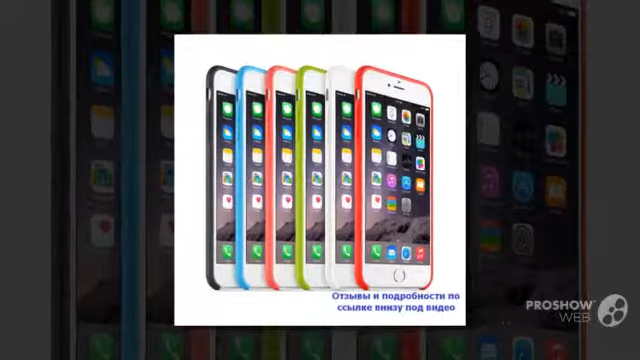 Отзывы и подробности по
ссылке внизу под видео
PROSHOW
WEB